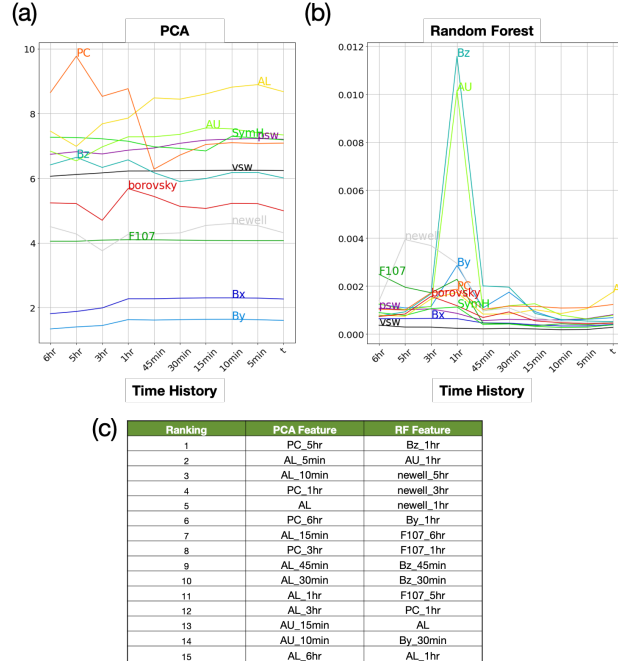 (a)
PCA
10
8
6
4
2
PC
AL
AU
SymH
psw
Bz
vsw
borovsky
newell
F107
Bx
By
6hr 5hr 3hr 1hr 45min 30min 15min 10min 5min t
Time History
(b)
Random Forest
0.012
0.010
0.008
0.006
0.004
0.002
0.000
Bz
AU
newell
By
F107
PC
borovsky
SymH
psw
Bx
vsw
6hr 5hr 3hr 1hr 45min 30min 15min 10min 5min t
Time History
(c)
Ranking PCA Feature RF Feature
1 PC_5hr Bz_1hr
2 AL_5min AU_1hr
3 AL_10min newell_5hr
4 PC_1hr newell_3hr
5 AL newell_1hr
6 PC_6hr By_1hr
7 AL_15min F107_6hr
8 PC_3hr F107_1hr
9 AL_45min Bz_45min
10 AL_30min Bz_30min
11 AL_1hr F107_5hr
12 AL_3hr PC_1hr
13 AU_15min AL
14 AU_10min By_30min
15 AL_6hr AL_1hr